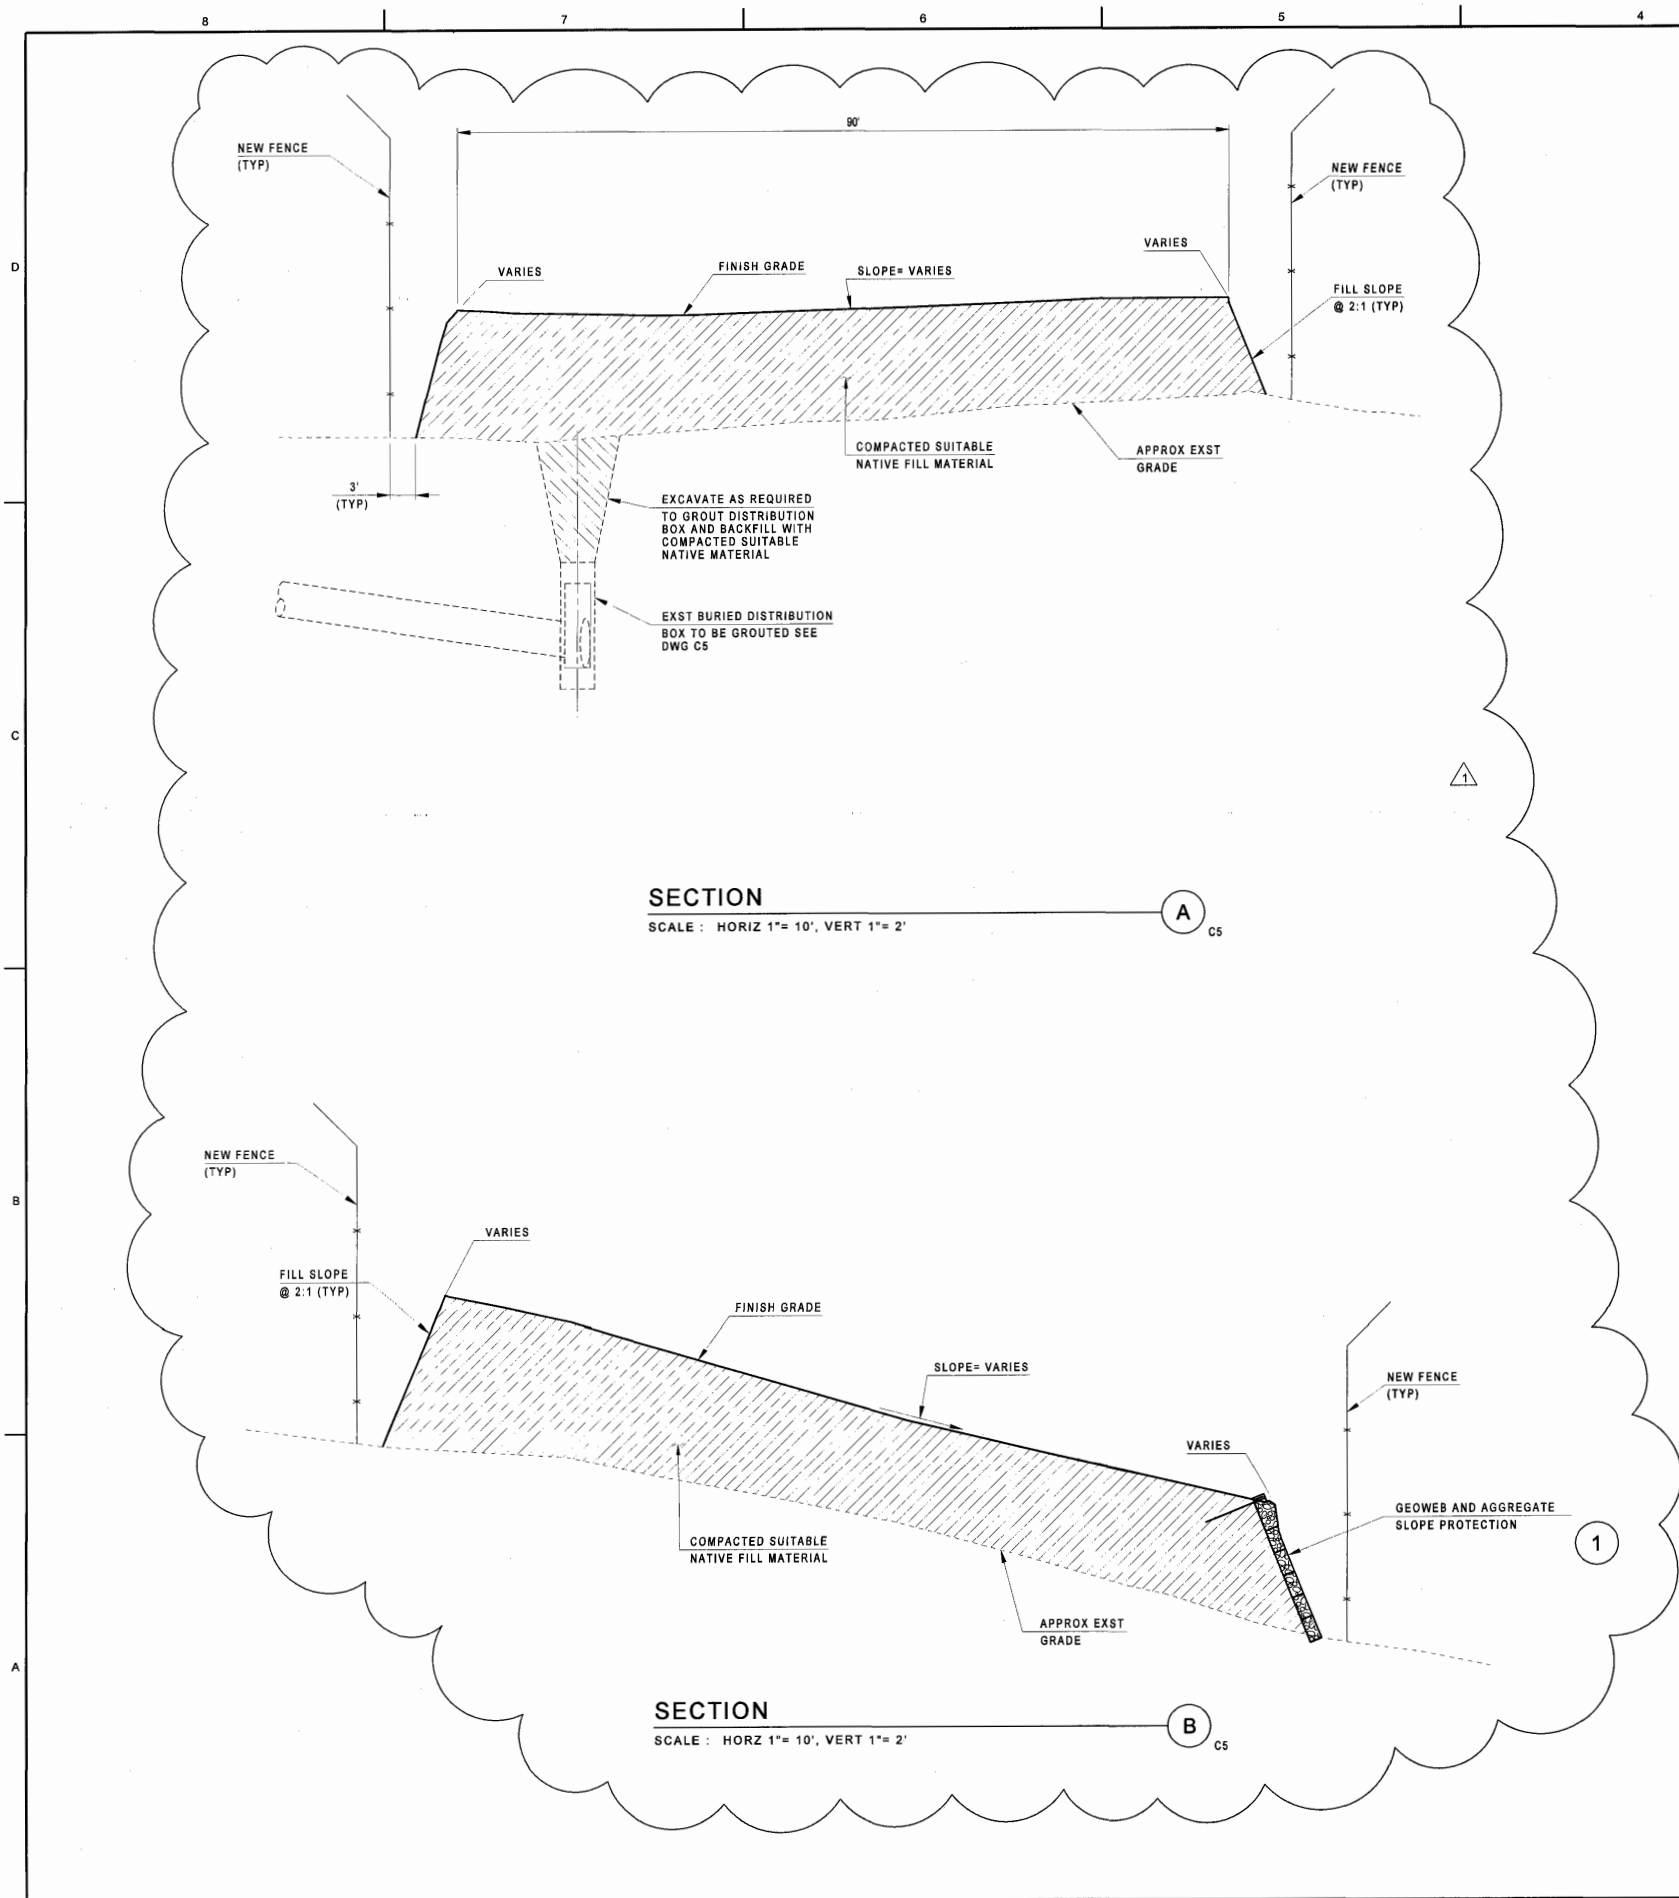 8 7 6 5 4
90'
NEW FENCE
(TYP)
NEW FENCE
(TYP)
D
VARIES
FINISH GRADE
SLOPE= VARIES
VARIES
FILL SLOPE
@ 2:1 (TYP)
COMPACTED SUITABLE
NATIVE FILL MATERIAL
APPROX EXST
GRADE
3'
(TYP)
EXCAVATE AS REQUIRED
TO GROUT DISTRIBUTION
BOX AND BACKFILL WITH
COMPACTED SUITABLE
NATIVE MATERIAL
EXST BURIED DISTRIBUTION
BOX TO BE GROUTED SEE
DWG C5
C
1
SECTION
A
C5
SCALE : HORIZ 1"= 10', VERT 1"= 2'
NEW FENCE
(TYP)
B
VARIES
FILL SLOPE
@ 2:1 (TYP)
FINISH GRADE
SLOPE= VARIES
NEW FENCE
(TYP)
VARIES
GEOWEB AND AGGREGATE
SLOPE PROTECTION
1
COMPACTED SUITABLE
NATIVE FILL MATERIAL
APPROX EXST
GRADE
A
SECTION
B
C5
SCALE : HORZ 1"= 10', VERT 1"= 2'